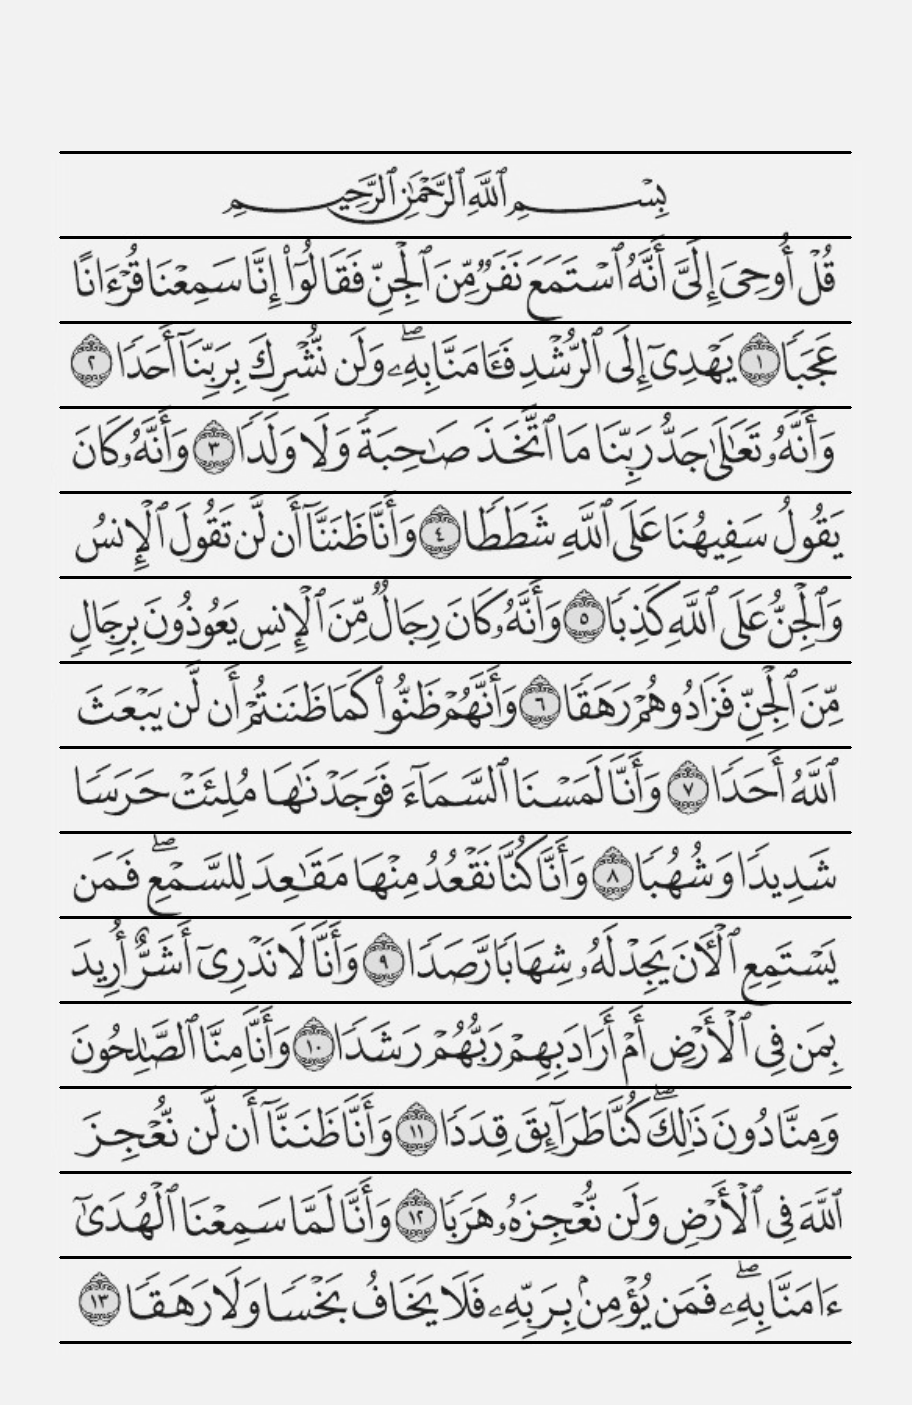 بِسْمِ ٱللَّهِ ٱلرَّحْمَٰنِ ٱلرَّحِيمِ
قُلْ أُوحِىَ إِلَىَّ أَنَّهُ ٱسْتَمَعَ نَفَرٌ مِّنَ ٱلْجِنِّ فَقَالُوٓا۟ إِنَّا سَمِعْنَا قُرْءَانًا
عَجَبًا ١ يَهْدِىٓ إِلَى ٱلرُّشْدِ فَـَٔامَنَّا بِهِۦ ۖ وَلَن نُّشْرِكَ بِرَبِّنَآ أَحَدًا ٢
وَأَنَّهُۥ تَعَٰلَىٰ جَدُّ رَبِّنَا مَا ٱتَّخَذَ صَٰحِبَةً وَلَا وَلَدًا ٣ وَأَنَّهُۥ كَانَ
يَقُولُ سَفِيهُنَا عَلَى ٱللَّهِ شَطَطًا ٤ وَأَنَّا ظَنَنَّآ أَن لَّن تَقُولَ ٱلْإِنسُ
وَٱلْجِنُّ عَلَى ٱللَّهِ كَذِبًا ٥ وَأَنَّهُۥ كَانَ رِجَالٌ مِّنَ ٱلْإِنسِ يَعُوذُونَ بِرِجَالٍ
مِّنَ ٱلْجِنِّ فَزَادُوهُمْ رَهَقًا ٦ وَأَنَّهُمْ ظَنُّوا۟ كَمَا ظَنَنتُمْ أَن لَّن يَبْعَثَ
ٱللَّهُ أَحَدًا ٧ وَأَنَّا لَمَسْنَا ٱلسَّمَآءَ فَوَجَدْنَٰهَا مُلِئَتْ حَرَسًا
شَدِيدًا وَشُهُبًا ٨ وَأَنَّا كُنَّا نَقْعُدُ مِنْهَا مَقَٰعِدَ لِلسَّمْعِ ۖ فَمَن
يَسْتَمِعِ ٱلْـَٔانَ يَجِدْ لَهُۥ شِهَابًا رَّصَدًا ٩ وَأَنَّا لَا نَدْرِىٓ أَشَرٌّ أُرِيدَ
بِمَن فِى ٱلْأَرْضِ أَمْ أَرَادَ بِهِمْ رَبُّهُمْ رَشَدًا ١٠ وَأَنَّا مِنَّا ٱلصَّٰلِحُونَ
وَمِنَّا دُونَ ذَٰلِكَ ۖ كُنَّا طَرَآئِقَ قِدَدًا ١١ وَأَنَّا ظَنَنَّآ أَن لَّن نُّعْجِزَ
ٱللَّهَ فِى ٱلْأَرْضِ وَلَن نُّعْجِزَهُۥ هَرَبًا ١٢ وَأَنَّا لَمَّا سَمِعْنَا ٱلْهُدَىٰٓ
ءَامَنَّا بِهِۦ ۖ فَمَن يُؤْمِنۢ بِرَبِّهِۦ فَلَا يَخَافُ بَخْسًا وَلَا رَهَقًا ١٣